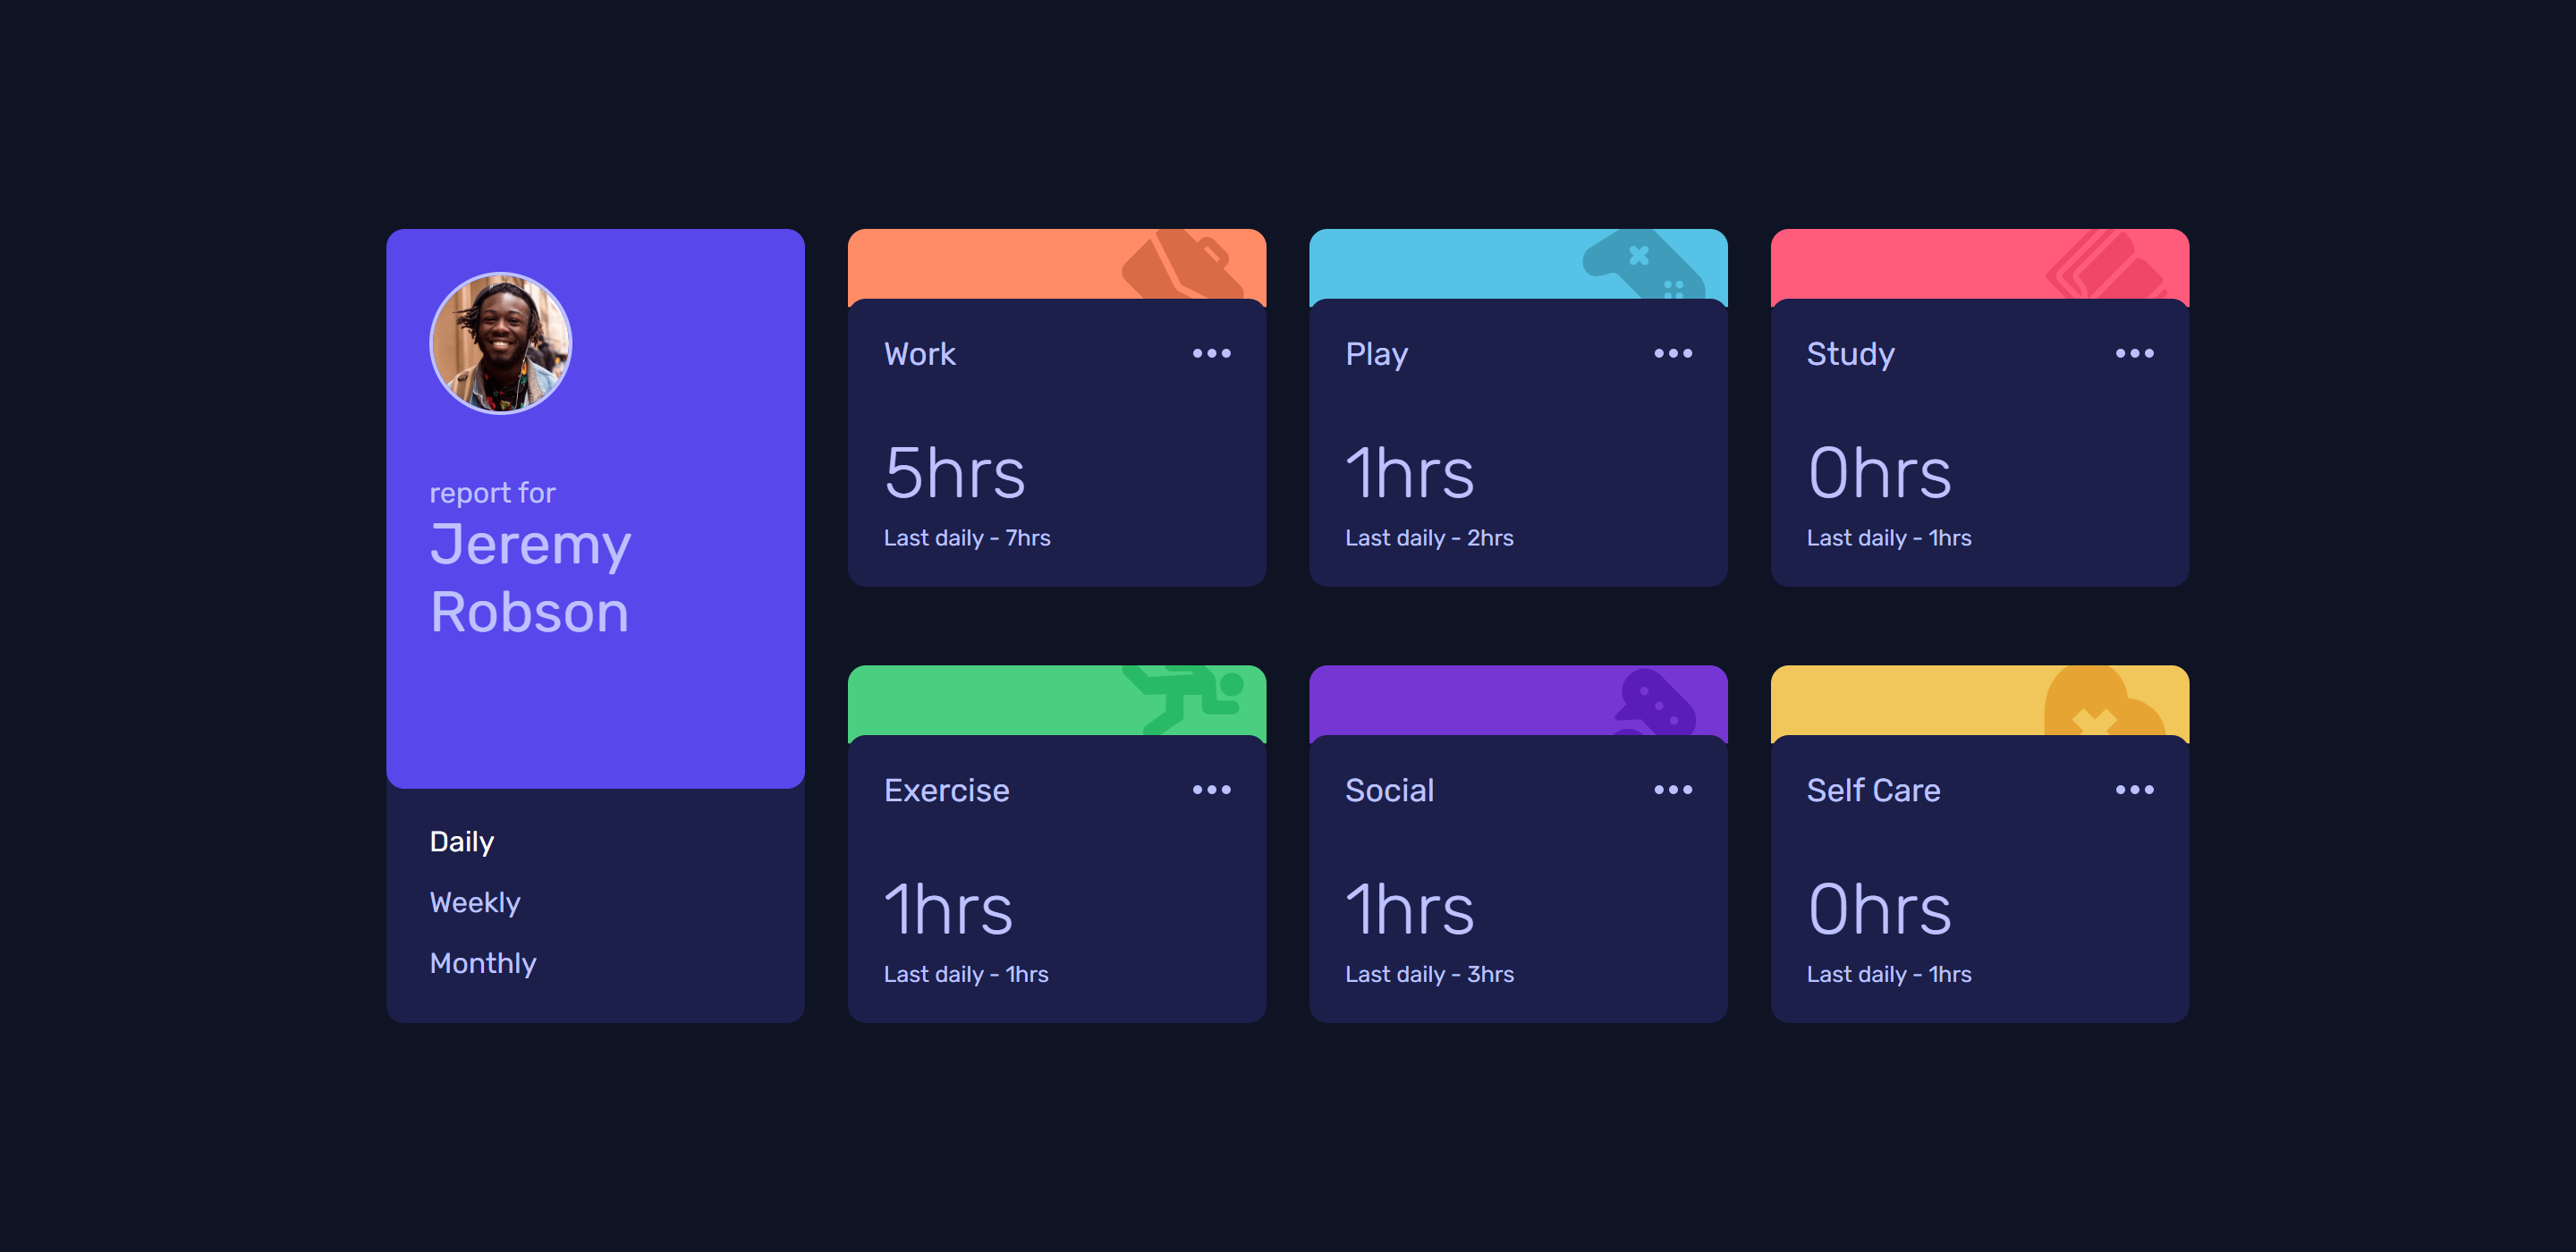 report for
Jeremy
Robson
Daily
Weekly
Monthly
Work
5hrs
Last daily - 7hrs
Play
1hrs
Last daily - 2hrs
Study
0hrs
Last daily - 1hrs
Exercise
1hrs
Last daily - 1hrs
Social
1hrs
Last daily - 3hrs
Self Care
0hrs
Last daily - 1hrs